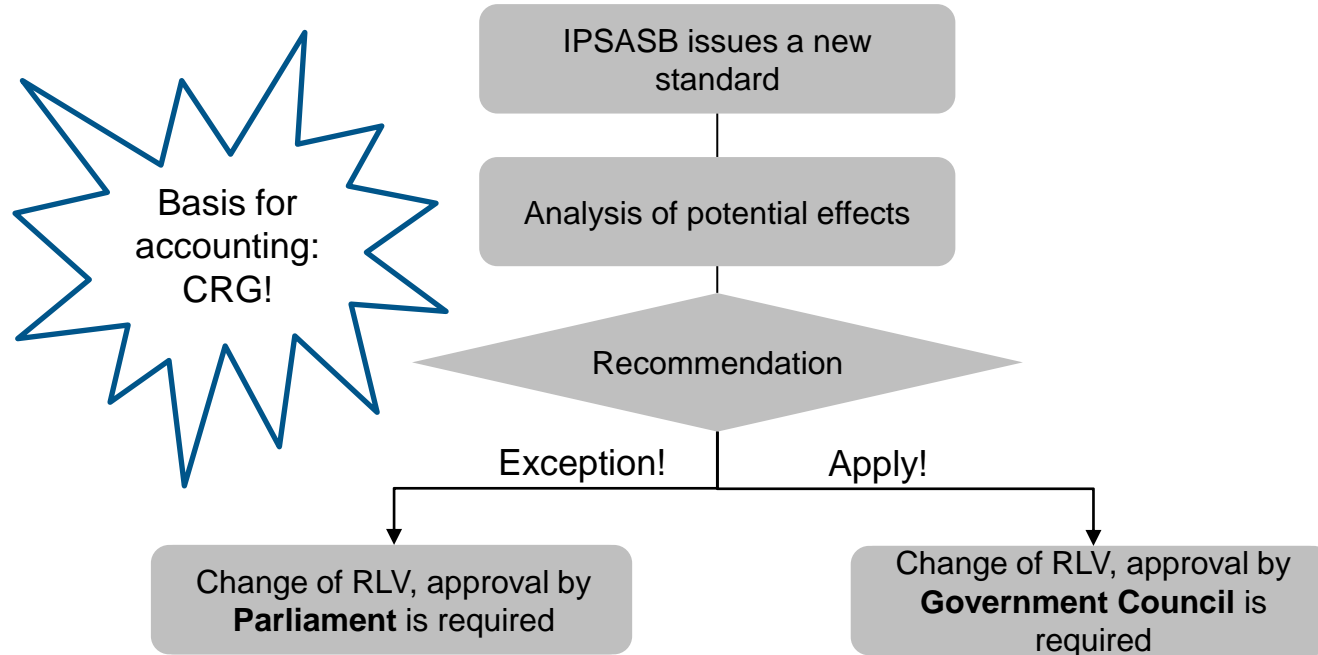 IPSASB issues a new
standard
Basis for
accounting:
CRG!
Analysis of potential effects
Recommendation
Exception!
Apply!
Change of RLV, approval by
Parliament is required
Change of RLV, approval by
Government Council is
required